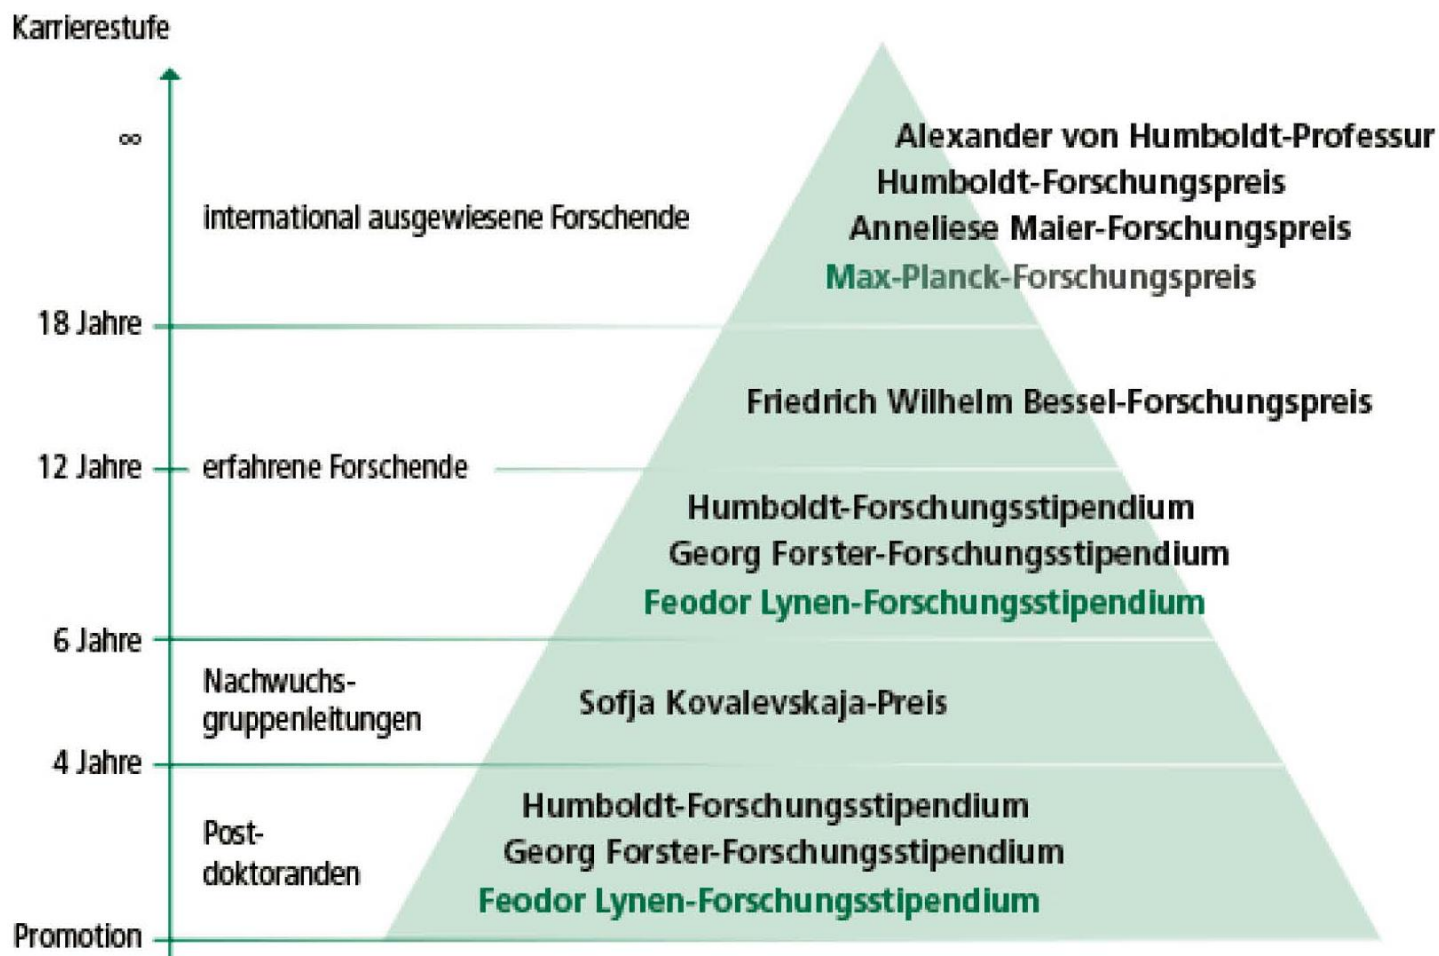 Karrierestufe
∞
Alexander von Humboldt-Professur
Humboldt-Forschungspreis
international ausgewiesene Forschende
Anneliese Maier-Forschungspreis
Max-Planck-Forschungspreis
18 Jahre
Friedrich Wilhelm Bessel-Forschungspreis
12 Jahre
erfahrene Forschende
Humboldt-Forschungsstipendium
Georg Forster-Forschungsstipendium
Feodor Lynen-Forschungsstipendium
6 Jahre
Nachwuchs-
gruppenleitungen
Sofja Kovalevskaja-Preis
4 Jahre
Post-
doktoranden
Humboldt-Forschungsstipendium
Georg Forster-Forschungsstipendium
Feodor Lynen-Forschungsstipendium
Promotion